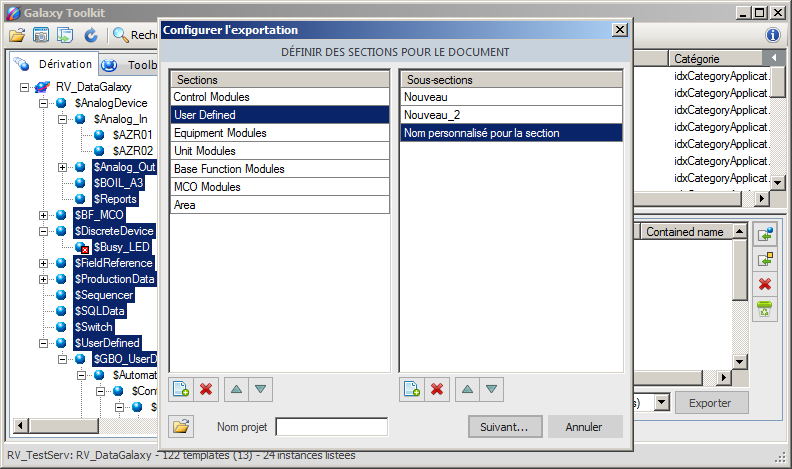 Galaxy Toolkit
Rech
Dérivation
Toolb
RV_DataGalaxy
$AnalogDevice
$Analog_In
$AZR01
$AZR02
$Analog_Out
$BOIL_A3
$Reports
$BF_MCO
$DiscreteDevice
$Busy_LED
$FieldReference
$ProductionData
$Sequencer
$SQLData
$Switch
$UserDefined
$GBO_UserD
$Automat
$Cont
$
Configurer l'exportation
DÉFINIR DES SECTIONS POUR LE DOCUMENT
Sections
Control Modules
User Defined
Equipment Modules
Unit Modules
Base Function Modules
MCO Modules
Area
Sous-sections
Nouveau
Nouveau_2
Nom personnalisé pour la section
Nom projet
Suivant...
Annuler
Catégorie
idxCategoryApplicat.
idxCategoryApplicat.
idxCategoryApplicat.
idxCategoryApplicat.
idxCategoryApplicat.
idxCategoryApplicat.
idxCategoryApplicat.
Contained name
s)
Exporter
RV_TestServ: RV_DataGalaxy - 122 templates (13) - 24 instances listées